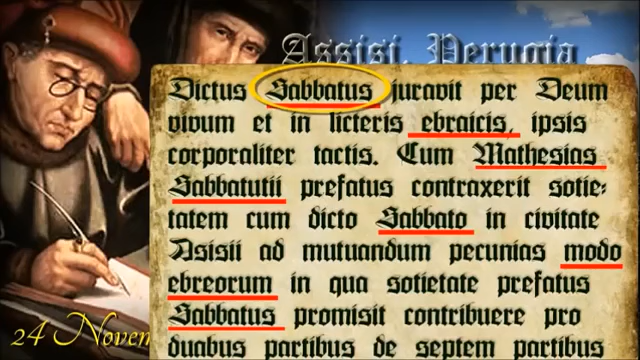 Assisi, Perugia
Dictus Sabbatus juravit per Deum
vivum et in licteris ebraicis, ipsis
corporaliter tactis. Cum Mathesias
Sabbatutii prefatus contraxerit sotie=
tatem cum dicto Sabbato in civitate
Asisii ad mutuandum pecunias modo
ebreorum in qua sotietate prefatus
Sabbatus promisit contribuere pro
duabus partibus de septem partibus
24 Novem